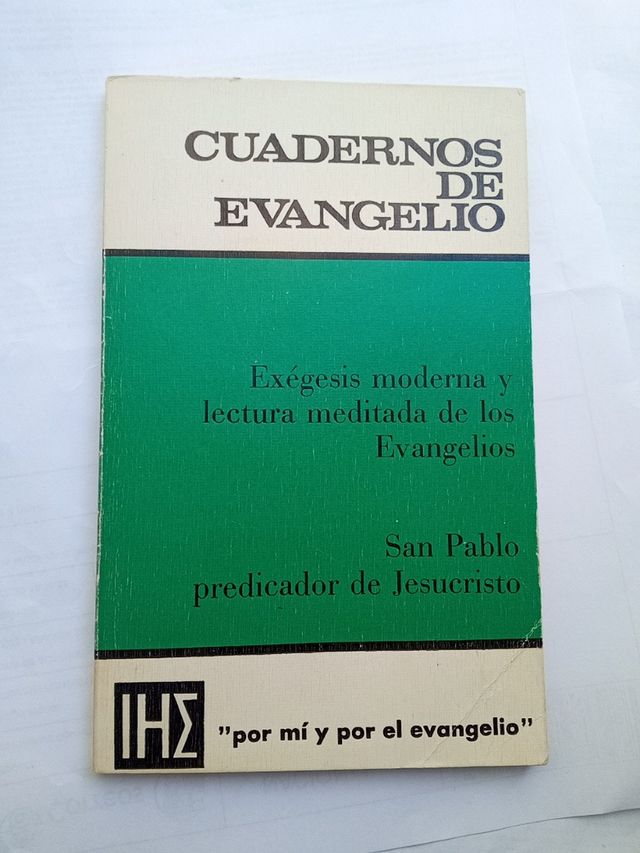 CUADERNOS
DE
EVANGELIO
Exégesis moderna y
lectura meditada de los
Evangelios
San Pablo
predicador de Jesucristo
ΙΗΣ
"por mí y por el evangelio"